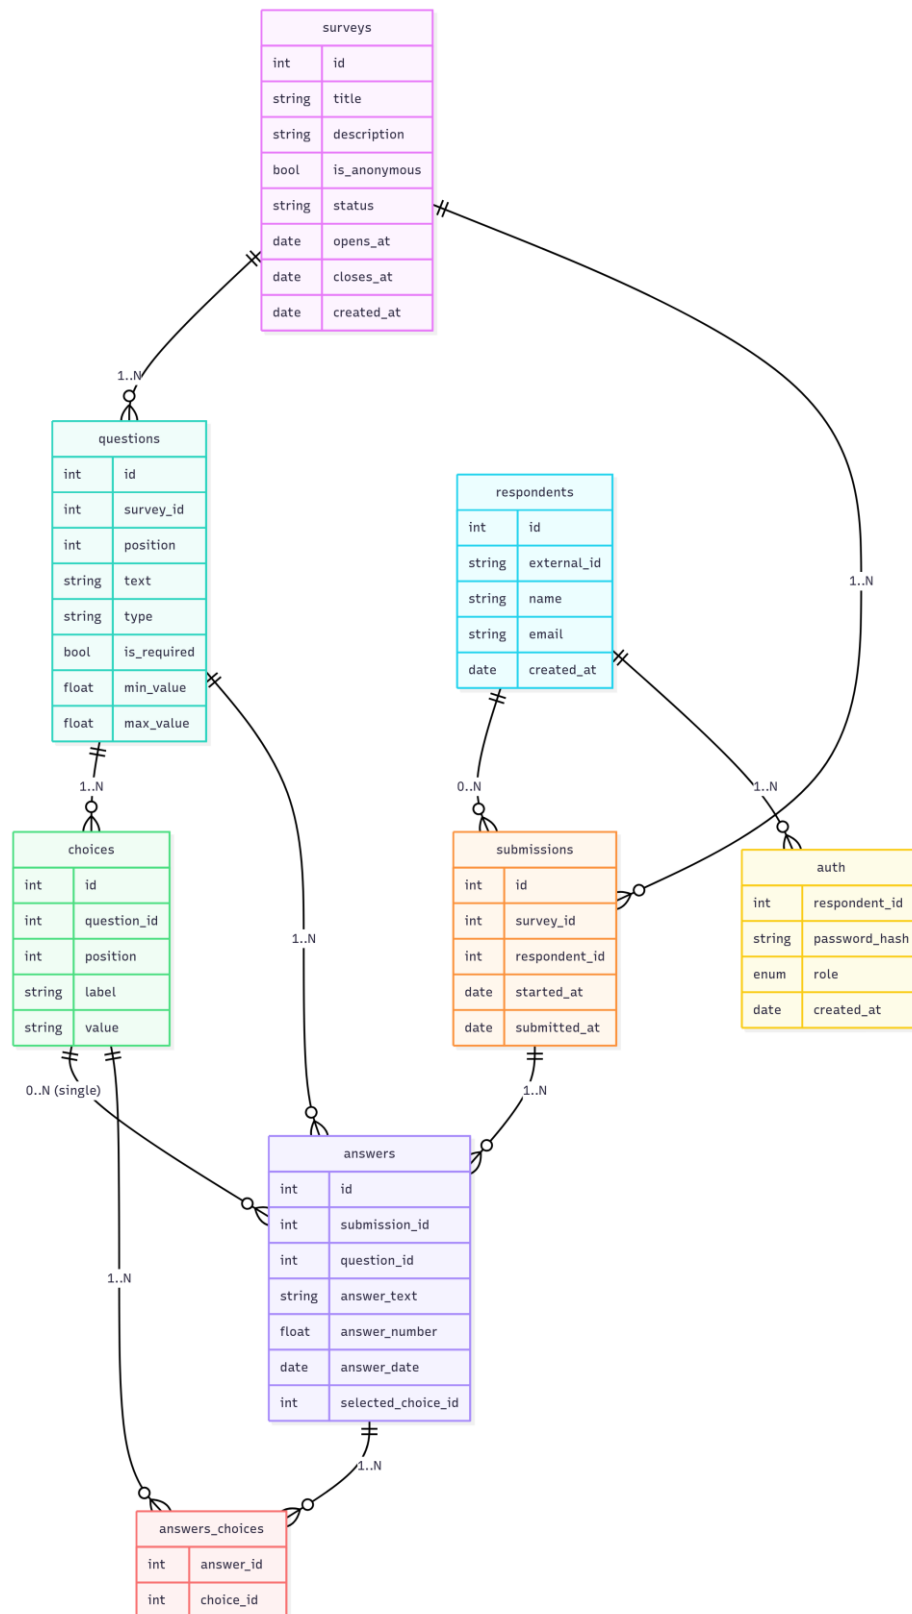 surveys
int id
string title
string description
bool is_anonymous
string status
date opens_at
date closes_at
date created_at
1..N
questions
int id
int survey_id
int position
string text
string type
bool is_required
float min_value
float max_value
respondents
int id
string external_id
string name
string email
date created_at
1..N
1..N
0..N
1..N
choices
int id
int question_id
int position
string label
string value
submissions
int id
int survey_id
int respondent_id
date started_at
date submitted_at
auth
int respondent_id
string password_hash
enum role
date created_at
1..N
0..N (single)
1..N
answers
int id
int submission_id
int question_id
string answer_text
float answer_number
date answer_date
int selected_choice_id
1..N
1..N
answers_choices
int answer_id
int choice_id